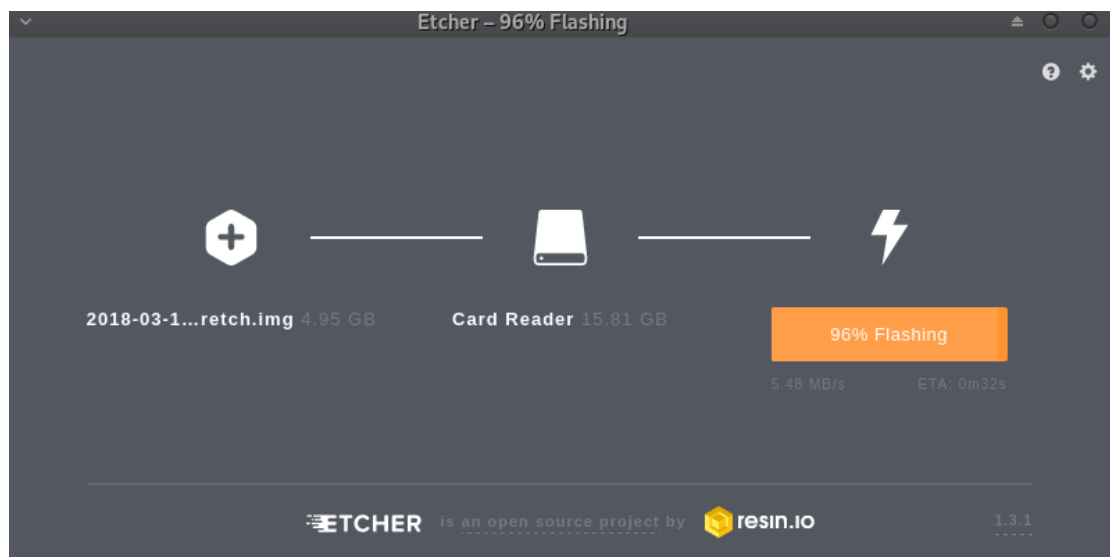 Etcher – 96% Flashing
2018-03-1...retch.img 4.95 GB
Card Reader 15.81 GB
96% Flashing
5.48 MB/s ETA: 0m32s
ETCHER is an open source project by resin.io 1.3.1